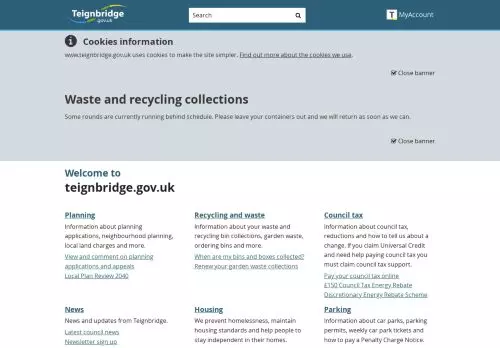 Teignbridge
.gov.uk
Search
T MyAccount
Cookies information
www.teignbridge.gov.uk uses cookies to make the site simpler. Find out more about the cookies we use.
Close banner
Waste and recycling collections
Some rounds are currently running behind schedule. Please leave your containers out and we will return as soon as we can.
Close banner
Welcome to
teignbridge.gov.uk
Planning
Information about planning
applications, neighbourhood planning,
local land charges and more.
View and comment on planning
applications and appeals
Local Plan Review 2040
Recycling and waste
Information about your waste and
recycling bin collections, garden waste,
ordering bins and more.
When are my bins and boxes collected?
Renew your garden waste collections
Council tax
Information about council tax,
reductions and how to tell us about a
change. If you claim Universal Credit
and need help paying council tax you
must claim council tax support.
Pay your council tax online
£150 Council Tax Energy Rebate
Discretionary Energy Rebate Scheme
News
News and updates from Teignbridge.
Latest council news
Newsletter sign up
Housing
We prevent homelessness, maintain
housing standards and help people to
stay independent in their homes.
Parking
Information about car parks, parking
permits, weekly car park tickets and
how to pay a Penalty Charge Notice.